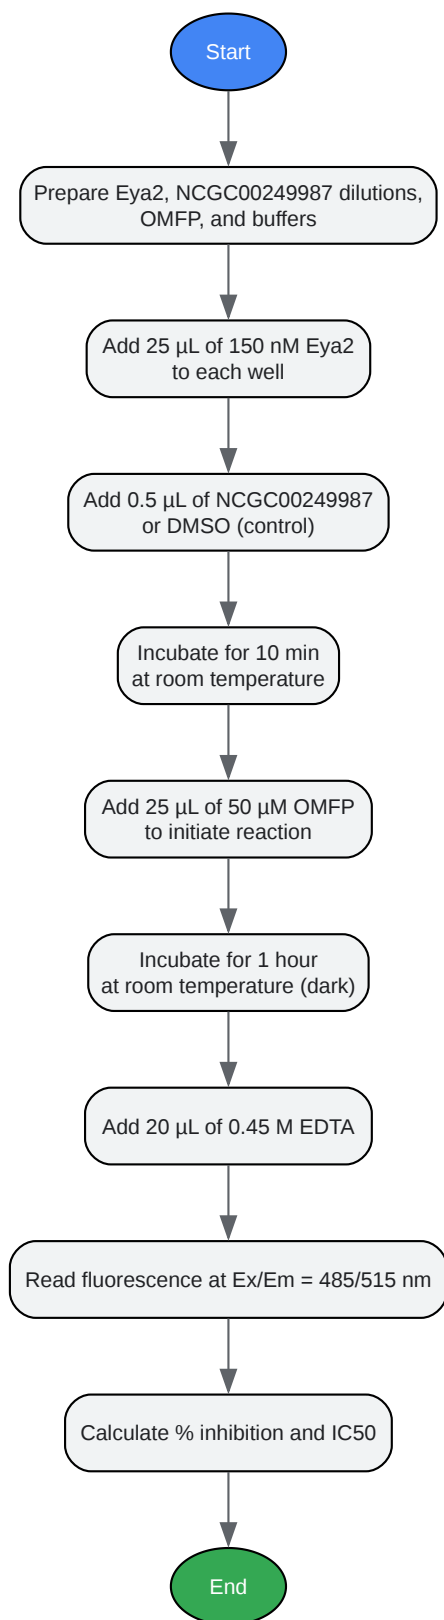 Start
Prepare Eya2, NCGC00249987 dilutions,
OMFP, and buffers
Add 25 µL of 150 nM Eya2
to each well
Add 0.5 µL of NCGC00249987
or DMSO (control)
Incubate for 10 min
at room temperature
Add 25 µL of 50 µM OMFP
to initiate reaction
Incubate for 1 hour
at room temperature (dark)
Add 20 µL of 0.45 M EDTA
Read fluorescence at Ex/Em = 485/515 nm
Calculate % inhibition and IC50
End